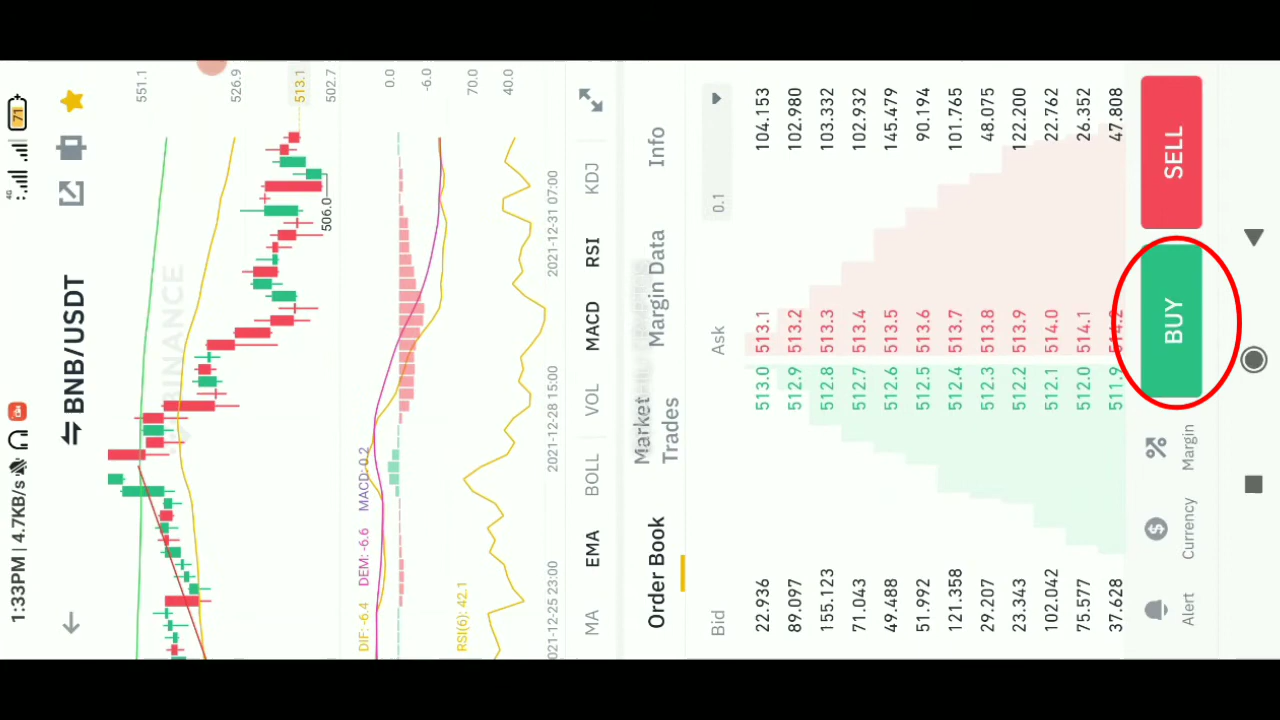 1:33PM | 4.7KB/s 4G 71
BNB/USDT
551.1
BINANCE
526.9
513.1
506.0
502.7
DIF: -6.4 DEM: -6.6 MACD: 0.2
0.0
-6.0
RSI(6): 42.1
70.0
40.0
021-12-25 23:00 2021-12-28 15:00 2021-12-31 07:00
MA EMA BOLL VOL MACD RSI KDJ
Order Book Market Trades Margin Data Info
Bid Ask 0.1
22.936 513.0 513.1 104.153
89.097 512.9 513.2 102.980
155.123 512.8 513.3 103.332
71.043 512.7 513.4 102.932
49.488 512.6 513.5 145.479
51.992 512.5 513.6 90.194
121.358 512.4 513.7 101.765
29.207 512.3 513.8 48.075
23.343 512.2 513.9 122.200
102.042 512.1 514.0 22.762
75.577 512.0 514.1 26.352
37.628 511.9 514.2 47.808
Alert Currency Margin BUY SELL